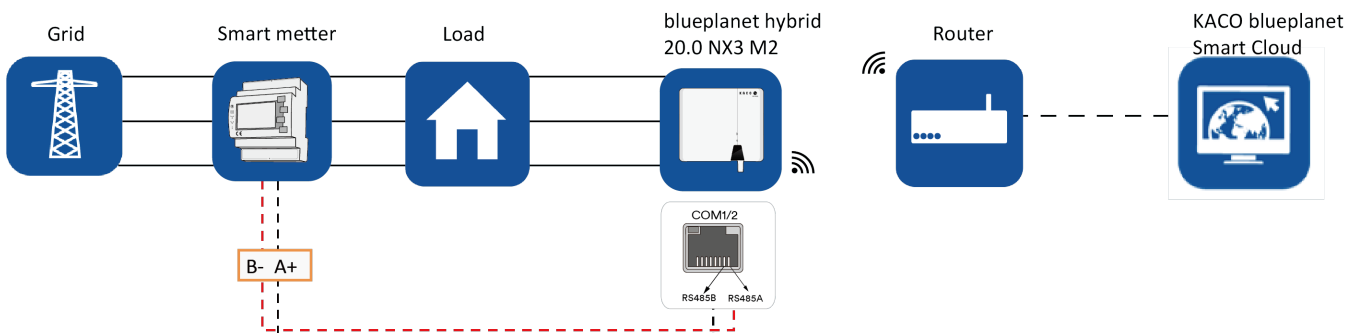 Grid
Smart metter
Load
blueplanet hybrid
20.0 NX3 M2
Router
KACO blueplanet
Smart Cloud
COM1/2
RS485B
RS485A
B- A+